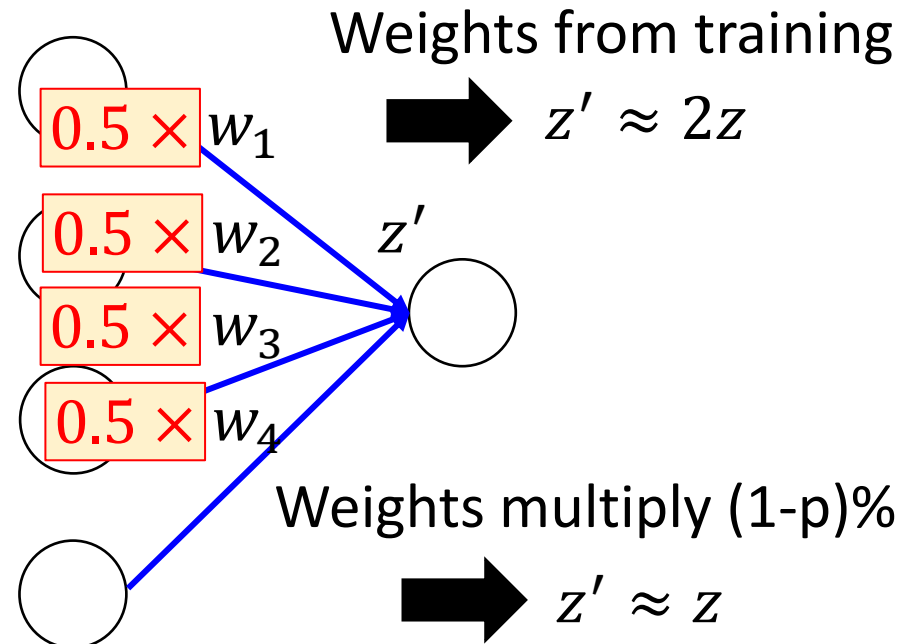 Weights from training
0.5 × w₁
z′ ≈ 2z
0.5 × w₂
z′
0.5 × w₃
0.5 × w₄
Weights multiply (1-p)%
z′ ≈ z